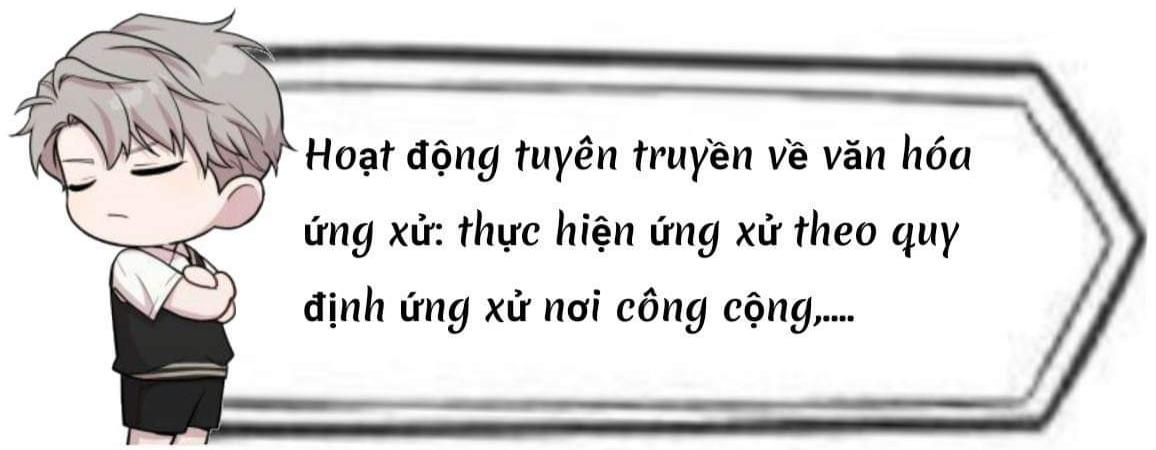 Hoạt động tuyên truyền về văn hóa
ứng xử: thực hiện ứng xử theo quy
định ứng xử nơi công cộng,....